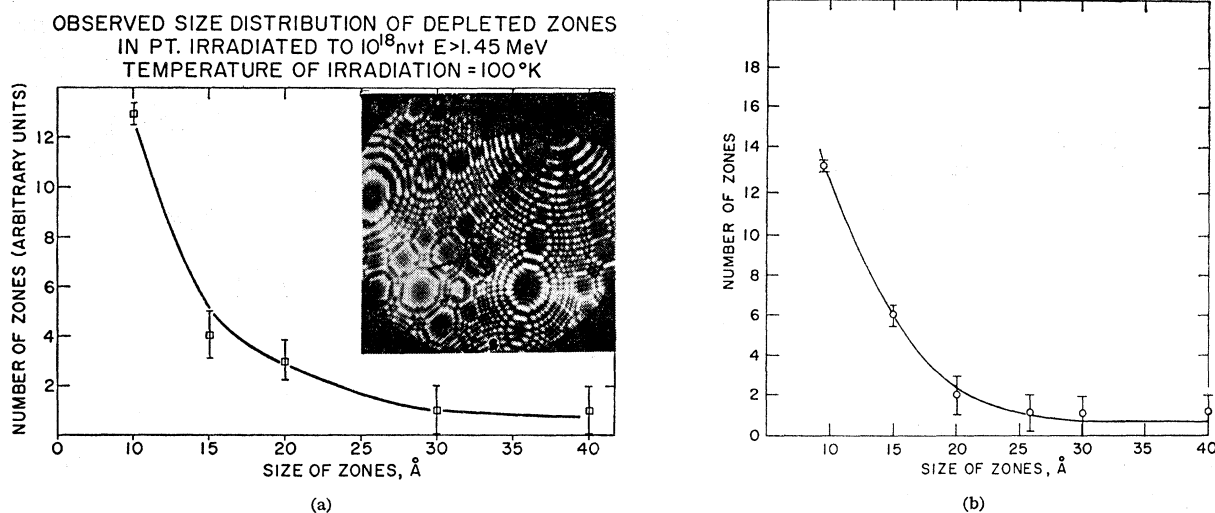 OBSERVED SIZE DISTRIBUTION OF DEPLETED ZONES
IN PT. IRRADIATED TO 10¹⁸nvt E>1.45 MeV
TEMPERATURE OF IRRADIATION = 100°K
NUMBER OF ZONES (ARBITRARY UNITS)
12
10
8
6
4
2
0
0 5 10 15 20 25 30 35 40
SIZE OF ZONES, Å
(a)
NUMBER OF ZONES
18
16
14
12
10
8
6
4
2
0
10 15 20 25 30 35 40
SIZE OF ZONES, Å
(b)